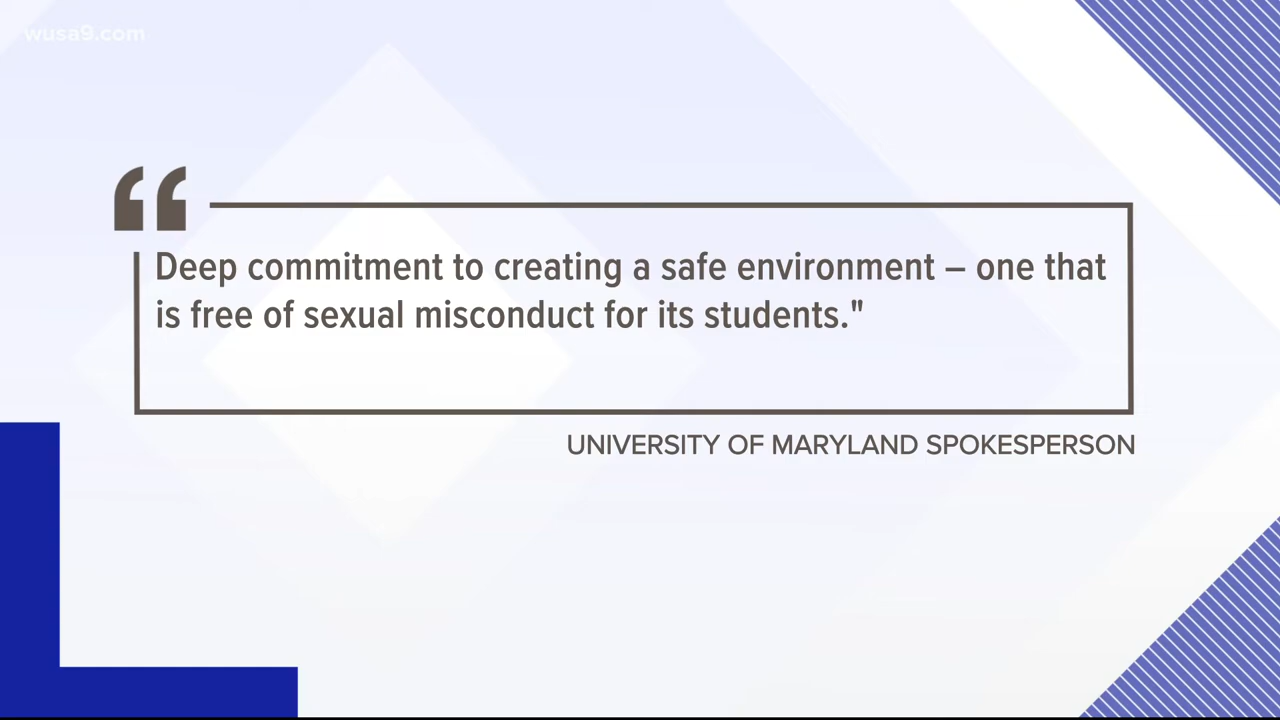 wusa9.com
“
Deep commitment to creating a safe environment – one that
is free of sexual misconduct for its students."
UNIVERSITY OF MARYLAND SPOKESPERSON